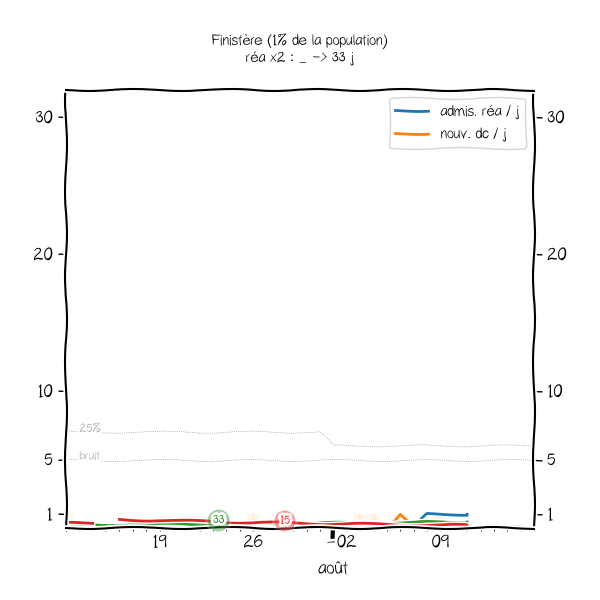 Finistère (1% de la population)
réa x2 : _ -> 33 j
admis. réa / j
nouv. dc / j
30
30
20
20
10
10
25%
5
bruit
5
1
33
15
1
19
26
02
09
août